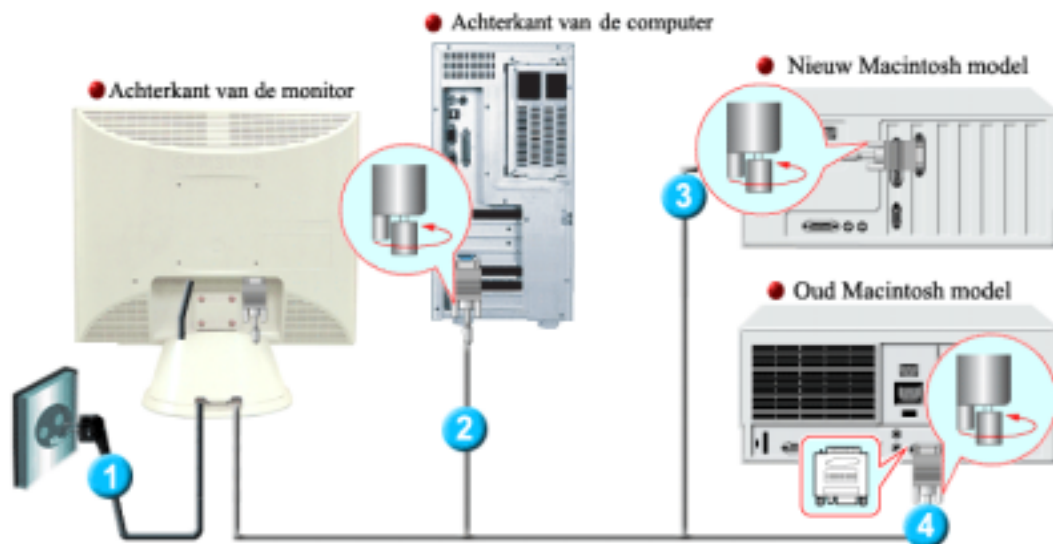 Achterkant van de computer
Nieuw Macintosh model
Achterkant van de monitor
Oud Macintosh model
1
2
3
4